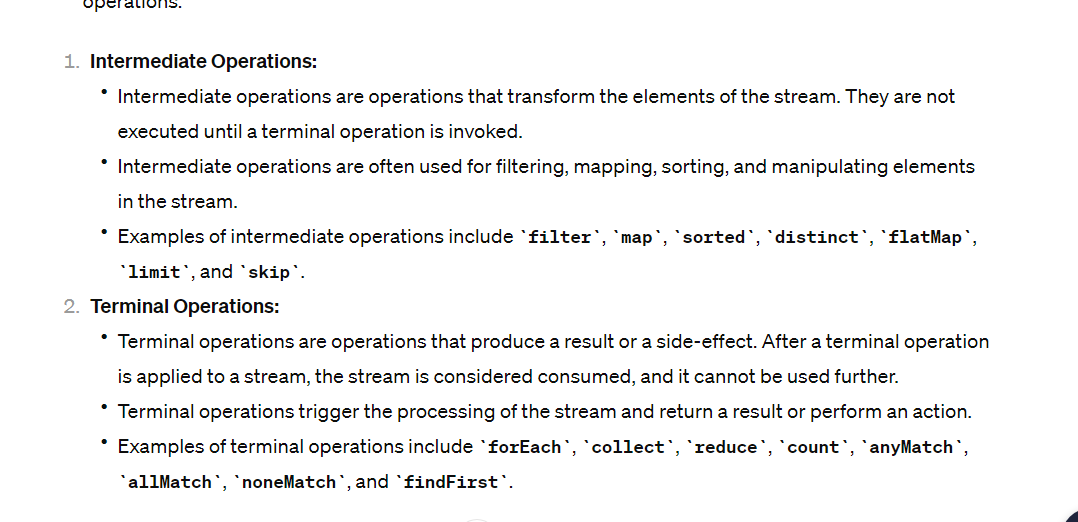 operations.
1. Intermediate Operations:
• Intermediate operations are operations that transform the elements of the stream. They are not
executed until a terminal operation is invoked.
• Intermediate operations are often used for filtering, mapping, sorting, and manipulating elements
in the stream.
• Examples of intermediate operations include `filter`, `map`, `sorted`, `distinct`, `flatMap`,
`limit`, and `skip`.
2. Terminal Operations:
• Terminal operations are operations that produce a result or a side-effect. After a terminal operation
is applied to a stream, the stream is considered consumed, and it cannot be used further.
• Terminal operations trigger the processing of the stream and return a result or perform an action.
• Examples of terminal operations include `forEach`, `collect`, `reduce`, `count`, `anyMatch`,
`allMatch`, `noneMatch`, and `findFirst`.